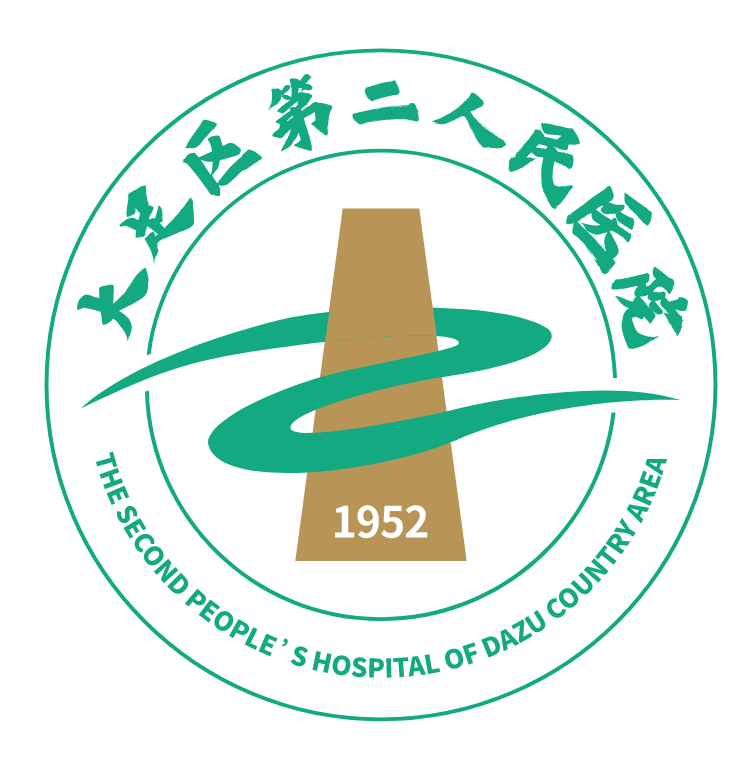 大足区第二人民医院
1952
THE SECOND PEOPLE’S HOSPITAL OF DAZU COUNTRY AREA